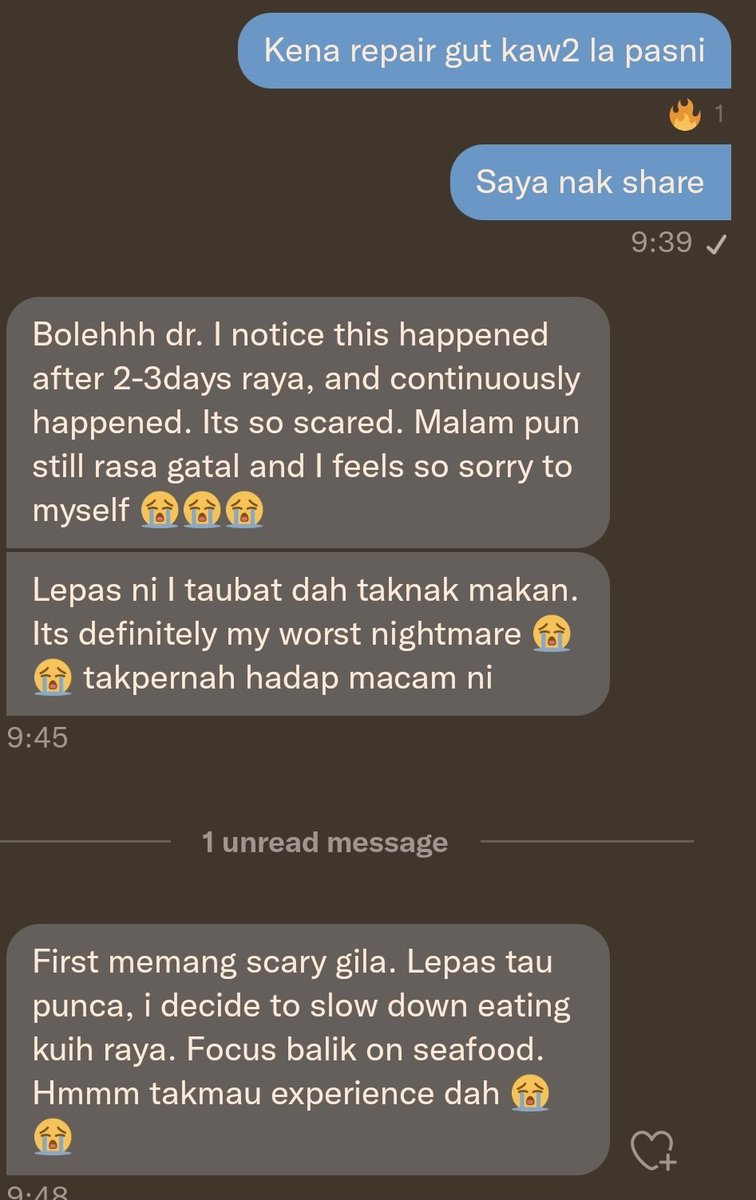 Kena repair gut kaw2 la pasni
🔥 1
Saya nak share
9:39 ✓
Bolehhh dr. I notice this happened
after 2-3days raya, and continuously
happened. Its so scared. Malam pun
still rasa gatal and I feels so sorry to
myself 😭😭😭
Lepas ni I taubat dah taknak makan.
Its definitely my worst nightmare 😭
😭 takpernah hadap macam ni
9:45
1 unread message
First memang scary gila. Lepas tau
punca, i decide to slow down eating
kuih raya. Focus balik on seafood.
Hmmm takmau experience dah 😭
😭
9:48